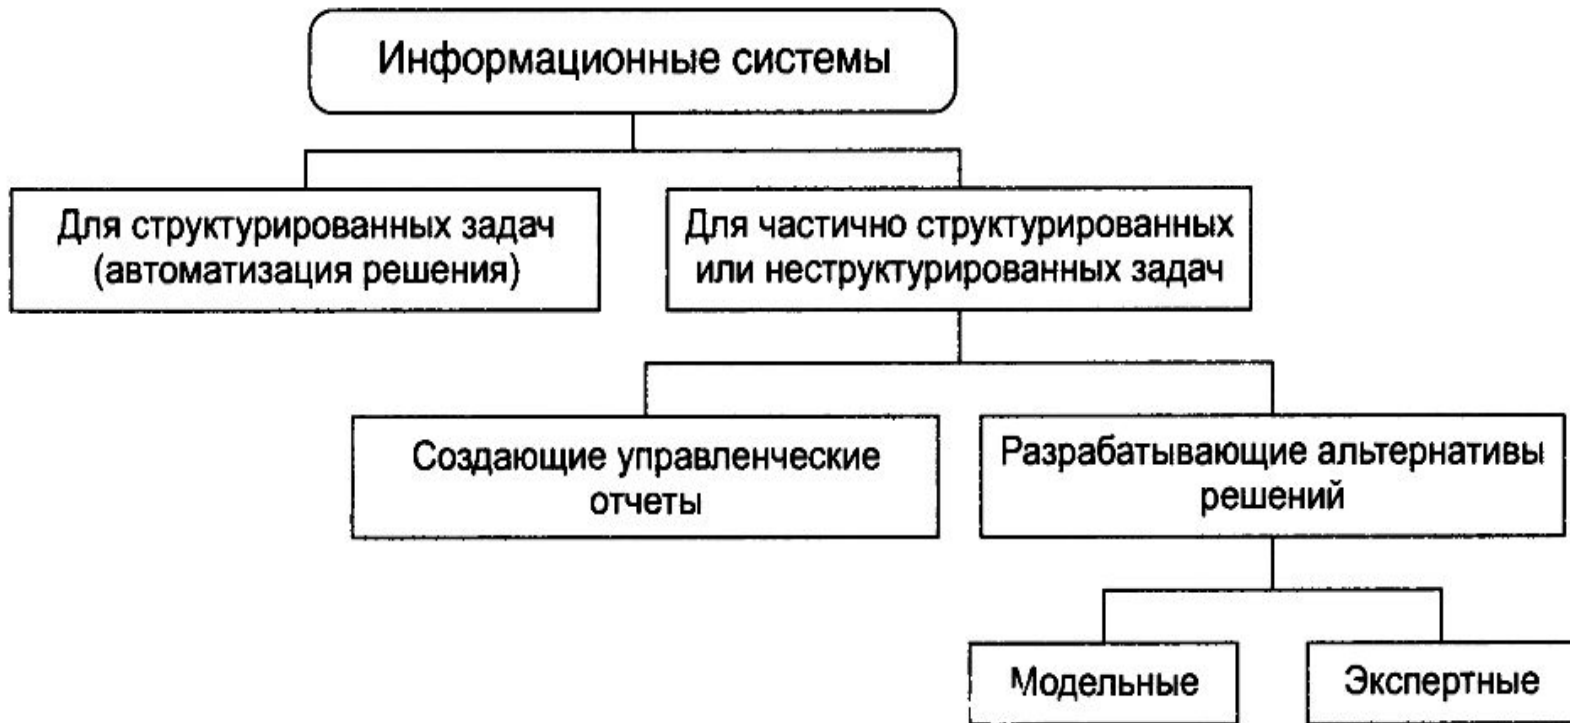 Информационные системы
Для структурированных задач
(автоматизация решения)
Для частично структурированных
или неструктурированных задач
Создающие управленческие
отчеты
Разрабатывающие альтернативы
решений
Модельные
Экспертные